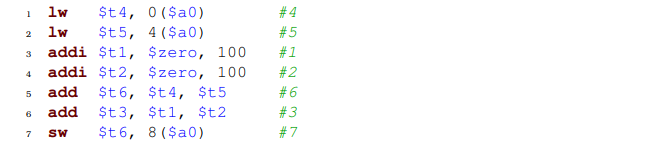 1 lw $t4, 0($a0) #4
2 lw $t5, 4($a0) #5
3 addi $t1, $zero, 100 #1
4 addi $t2, $zero, 100 #2
5 add $t6, $t4, $t5 #6
6 add $t3, $t1, $t2 #3
7 sw $t6, 8($a0) #7